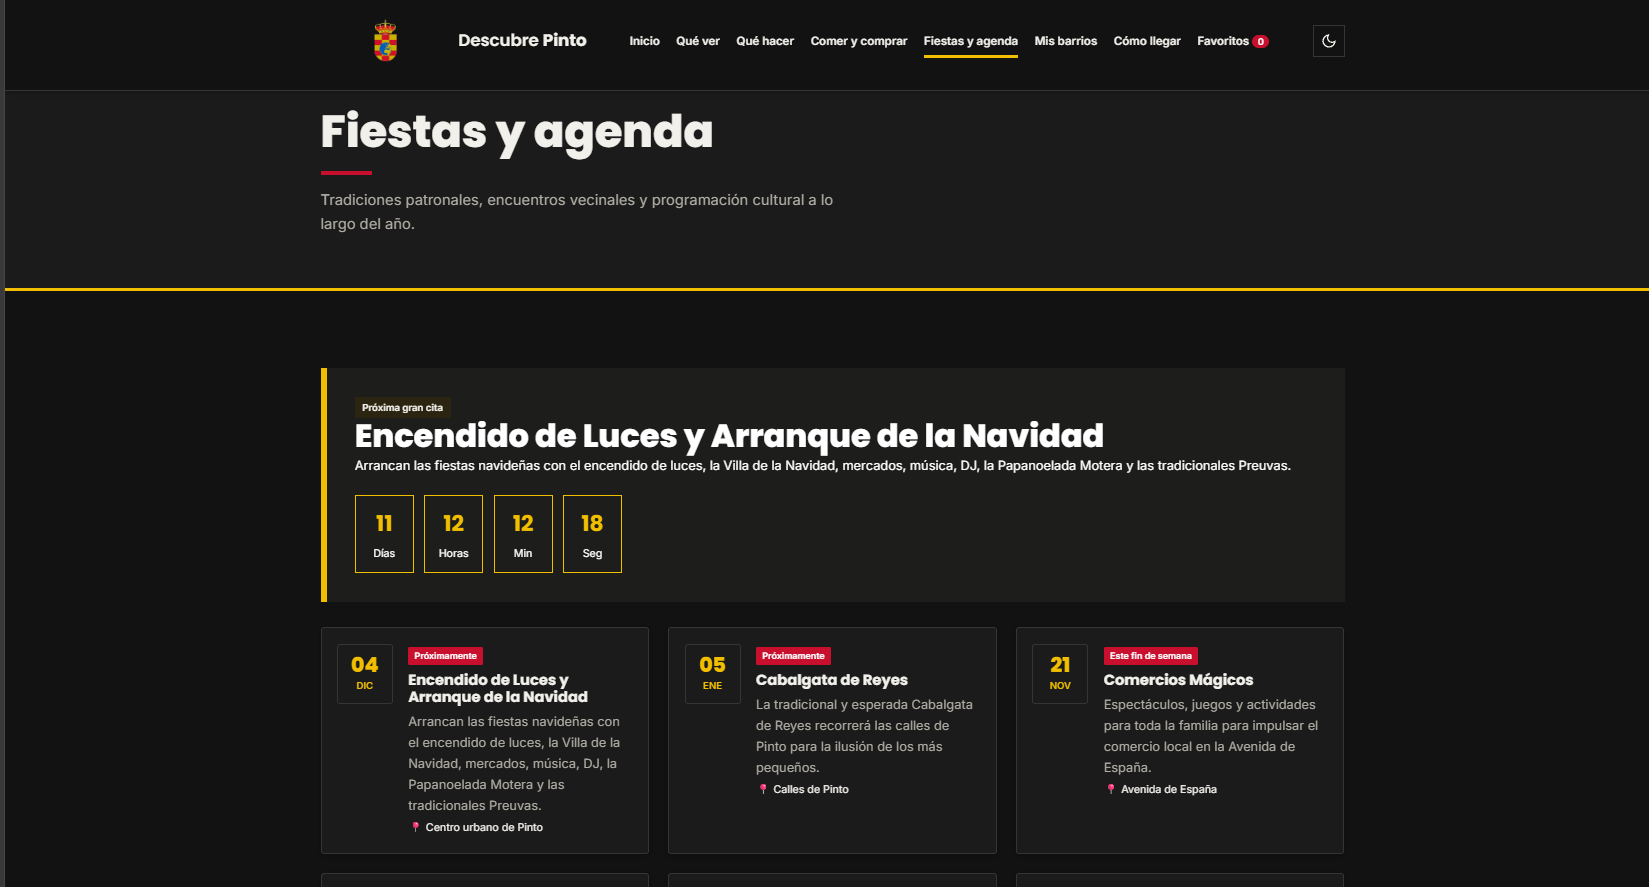 Descubre Pinto
Inicio
Qué ver
Qué hacer
Comer y comprar
Fiestas y agenda
Mis barrios
Cómo llegar
Favoritos 0
Fiestas y agenda
Tradiciones patronales, encuentros vecinales y programación cultural a lo
largo del año.
Próxima gran cita
Encendido de Luces y Arranque de la Navidad
Arrancan las fiestas navideñas con el encendido de luces, la Villa de la Navidad, mercados, música, DJ, la Papanoelada Motera y las tradicionales Preuvas.
11
Días
12
Horas
12
Min
18
Seg
04
DIC
Próximamente
Encendido de Luces y
Arranque de la Navidad
Arrancan las fiestas navideñas con
el encendido de luces, la Villa de la
Navidad, mercados, música, DJ, la
Papanoelada Motera y las
tradicionales Preuvas.
Centro urbano de Pinto
05
ENE
Próximamente
Cabalgata de Reyes
La tradicional y esperada Cabalgata
de Reyes recorrerá las calles de
Pinto para la ilusión de los más
pequeños.
Calles de Pinto
21
NOV
Este fin de semana
Comercios Mágicos
Espectáculos, juegos y actividades
para toda la familia para impulsar el
comercio local en la Avenida de
España.
Avenida de España